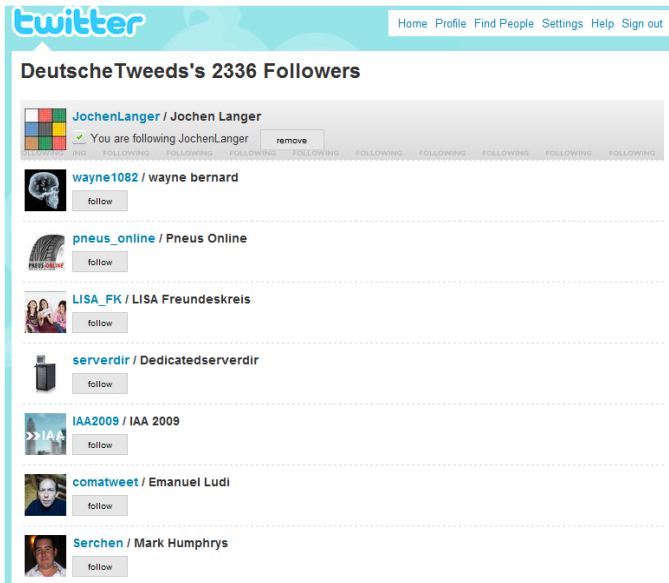 twitter
Home Profile Find People Settings Help Sign out
DeutscheTweeds's 2336 Followers
JochenLanger / Jochen Langer
You are following JochenLanger remove
FOLLOWING FOLLOWING FOLLOWING FOLLOWING FOLLOWING FOLLOWING FOLLOWING FOLLOWING
wayne1082 / wayne bernard
follow
pneus_online / Pneus Online
PNEUS-ONLINE
follow
LISA_FK / LISA Freundeskreis
follow
serverdir / Dedicatedserverdir
follow
IAA2009 / IAA 2009
>>IAA
follow
comatweet / Emanuel Ludi
follow
Serchen / Mark Humphrys
follow